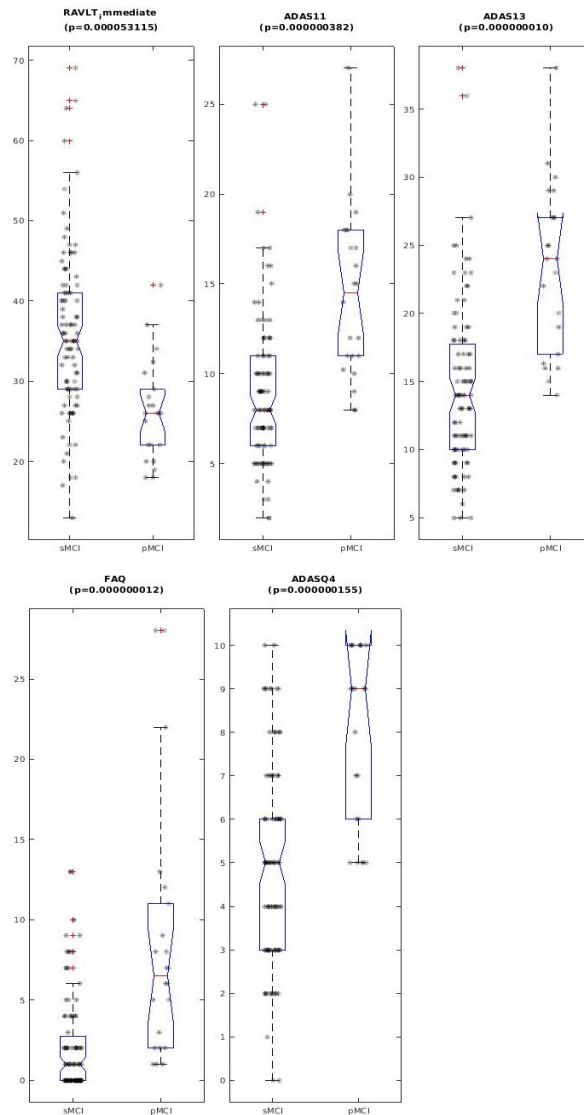 RAVLT_immediate
(p=0.000053115)
70
60
50
40
30
20
sMCI
pMCI
ADAS11
(p=0.000000382)
25
20
15
10
5
sMCI
pMCI
ADAS13
(p=0.000000010)
35
30
25
20
15
10
5
sMCI
pMCI
FAQ
(p=0.000000012)
25
20
15
10
5
0
sMCI
pMCI
ADASQ4
(p=0.000000155)
10
9
8
7
6
5
4
3
2
1
0
sMCI
pMCI